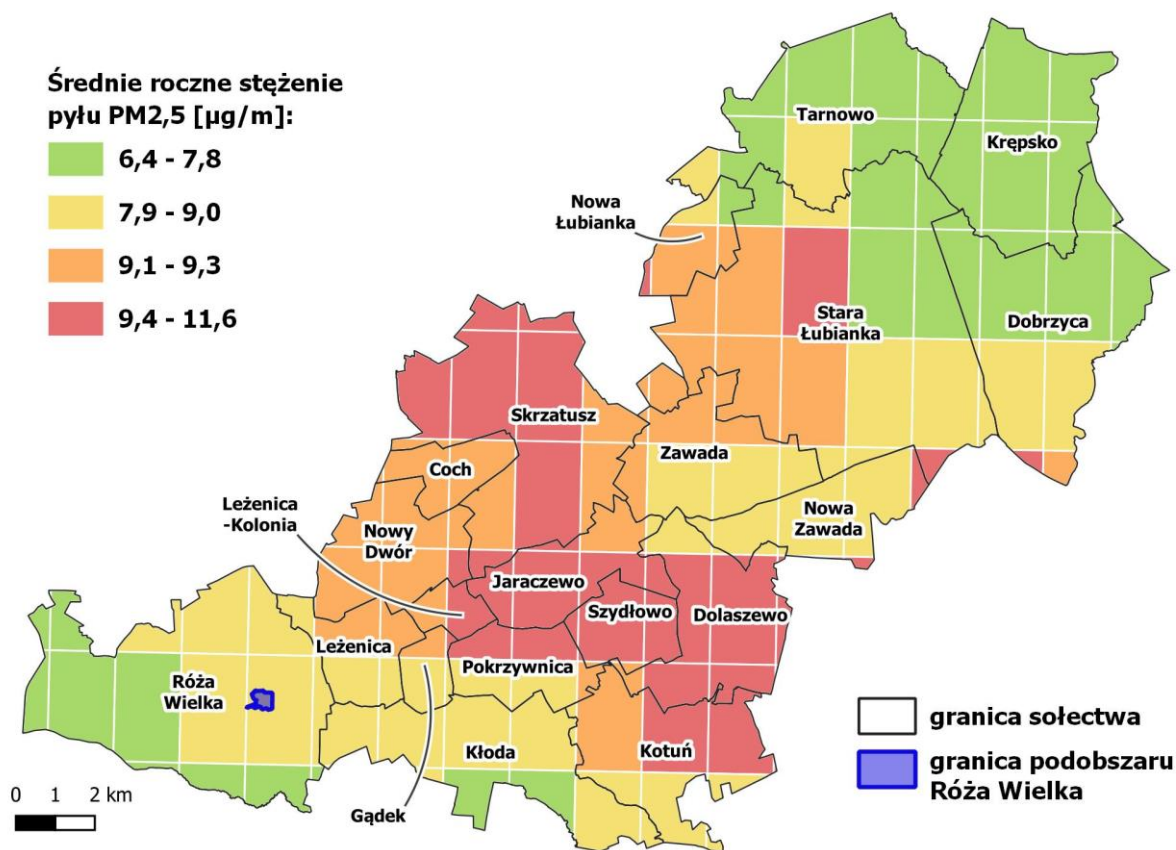 Średnie roczne stężenie
pyłu PM2,5 [µg/m]:
6,4 - 7,8
7,9 - 9,0
9,1 - 9,3
9,4 - 11,6
Tarnowo
Krępsko
Nowa
Łubianka
Stara
Łubianka
Dobrzyca
Skrzatusz
Zawada
Coch
Leżenica
-Kolonia
Nowy
Dwór
Nowa
Zawada
Jaraczewo
Szydłowo
Dolaszewo
Leżenica
Pokrzywnica
Róża
Wielka
Kłoda
Kotuń
Gądek
granica sołectwa
granica podobszaru
Róża Wielka
0 1 2 km